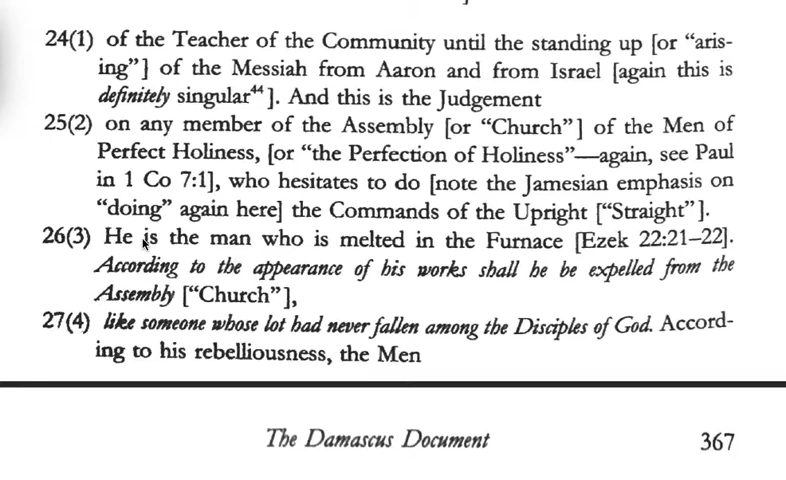 24(1) of the Teacher of the Community until the standing up [or “aris-
ing”] of the Messiah from Aaron and from Israel [again this is
definitely singular⁴⁴]. And this is the Judgement
25(2) on any member of the Assembly [or “Church”] of the Men of
Perfect Holiness, [or “the Perfection of Holiness”—again, see Paul
in 1 Co 7:1], who hesitates to do [note the Jamesian emphasis on
“doing” again here] the Commands of the Upright [“Straight”].
26(3) He is the man who is melted in the Furnace [Ezek 22:21–22].
According to the appearance of his works shall he be expelled from the
Assembly [“Church”],
27(4) like someone whose lot had never fallen among the Disciples of God. Accord-
ing to his rebelliousness, the Men
The Damascus Document 367